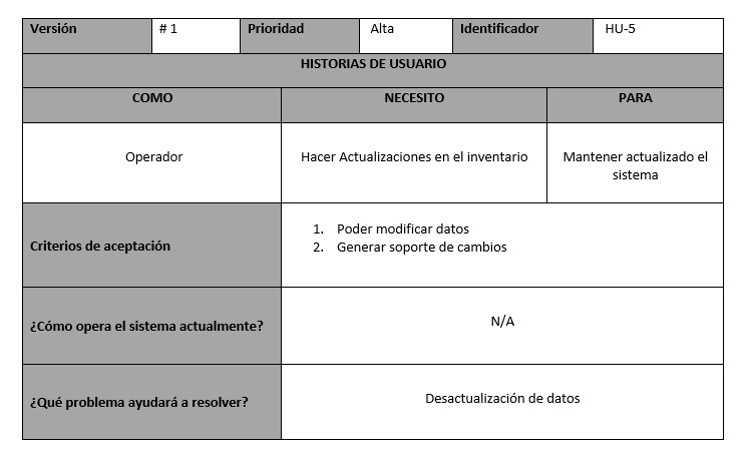 Versión # 1 Prioridad Alta Identificador HU-5
HISTORIAS DE USUARIO
COMO NECESITO PARA
Operador Hacer Actualizaciones en el inventario Mantener actualizado el
sistema
Criterios de aceptación
1. Poder modificar datos
2. Generar soporte de cambios
¿Cómo opera el sistema actualmente? N/A
¿Qué problema ayudará a resolver? Desactualización de datos